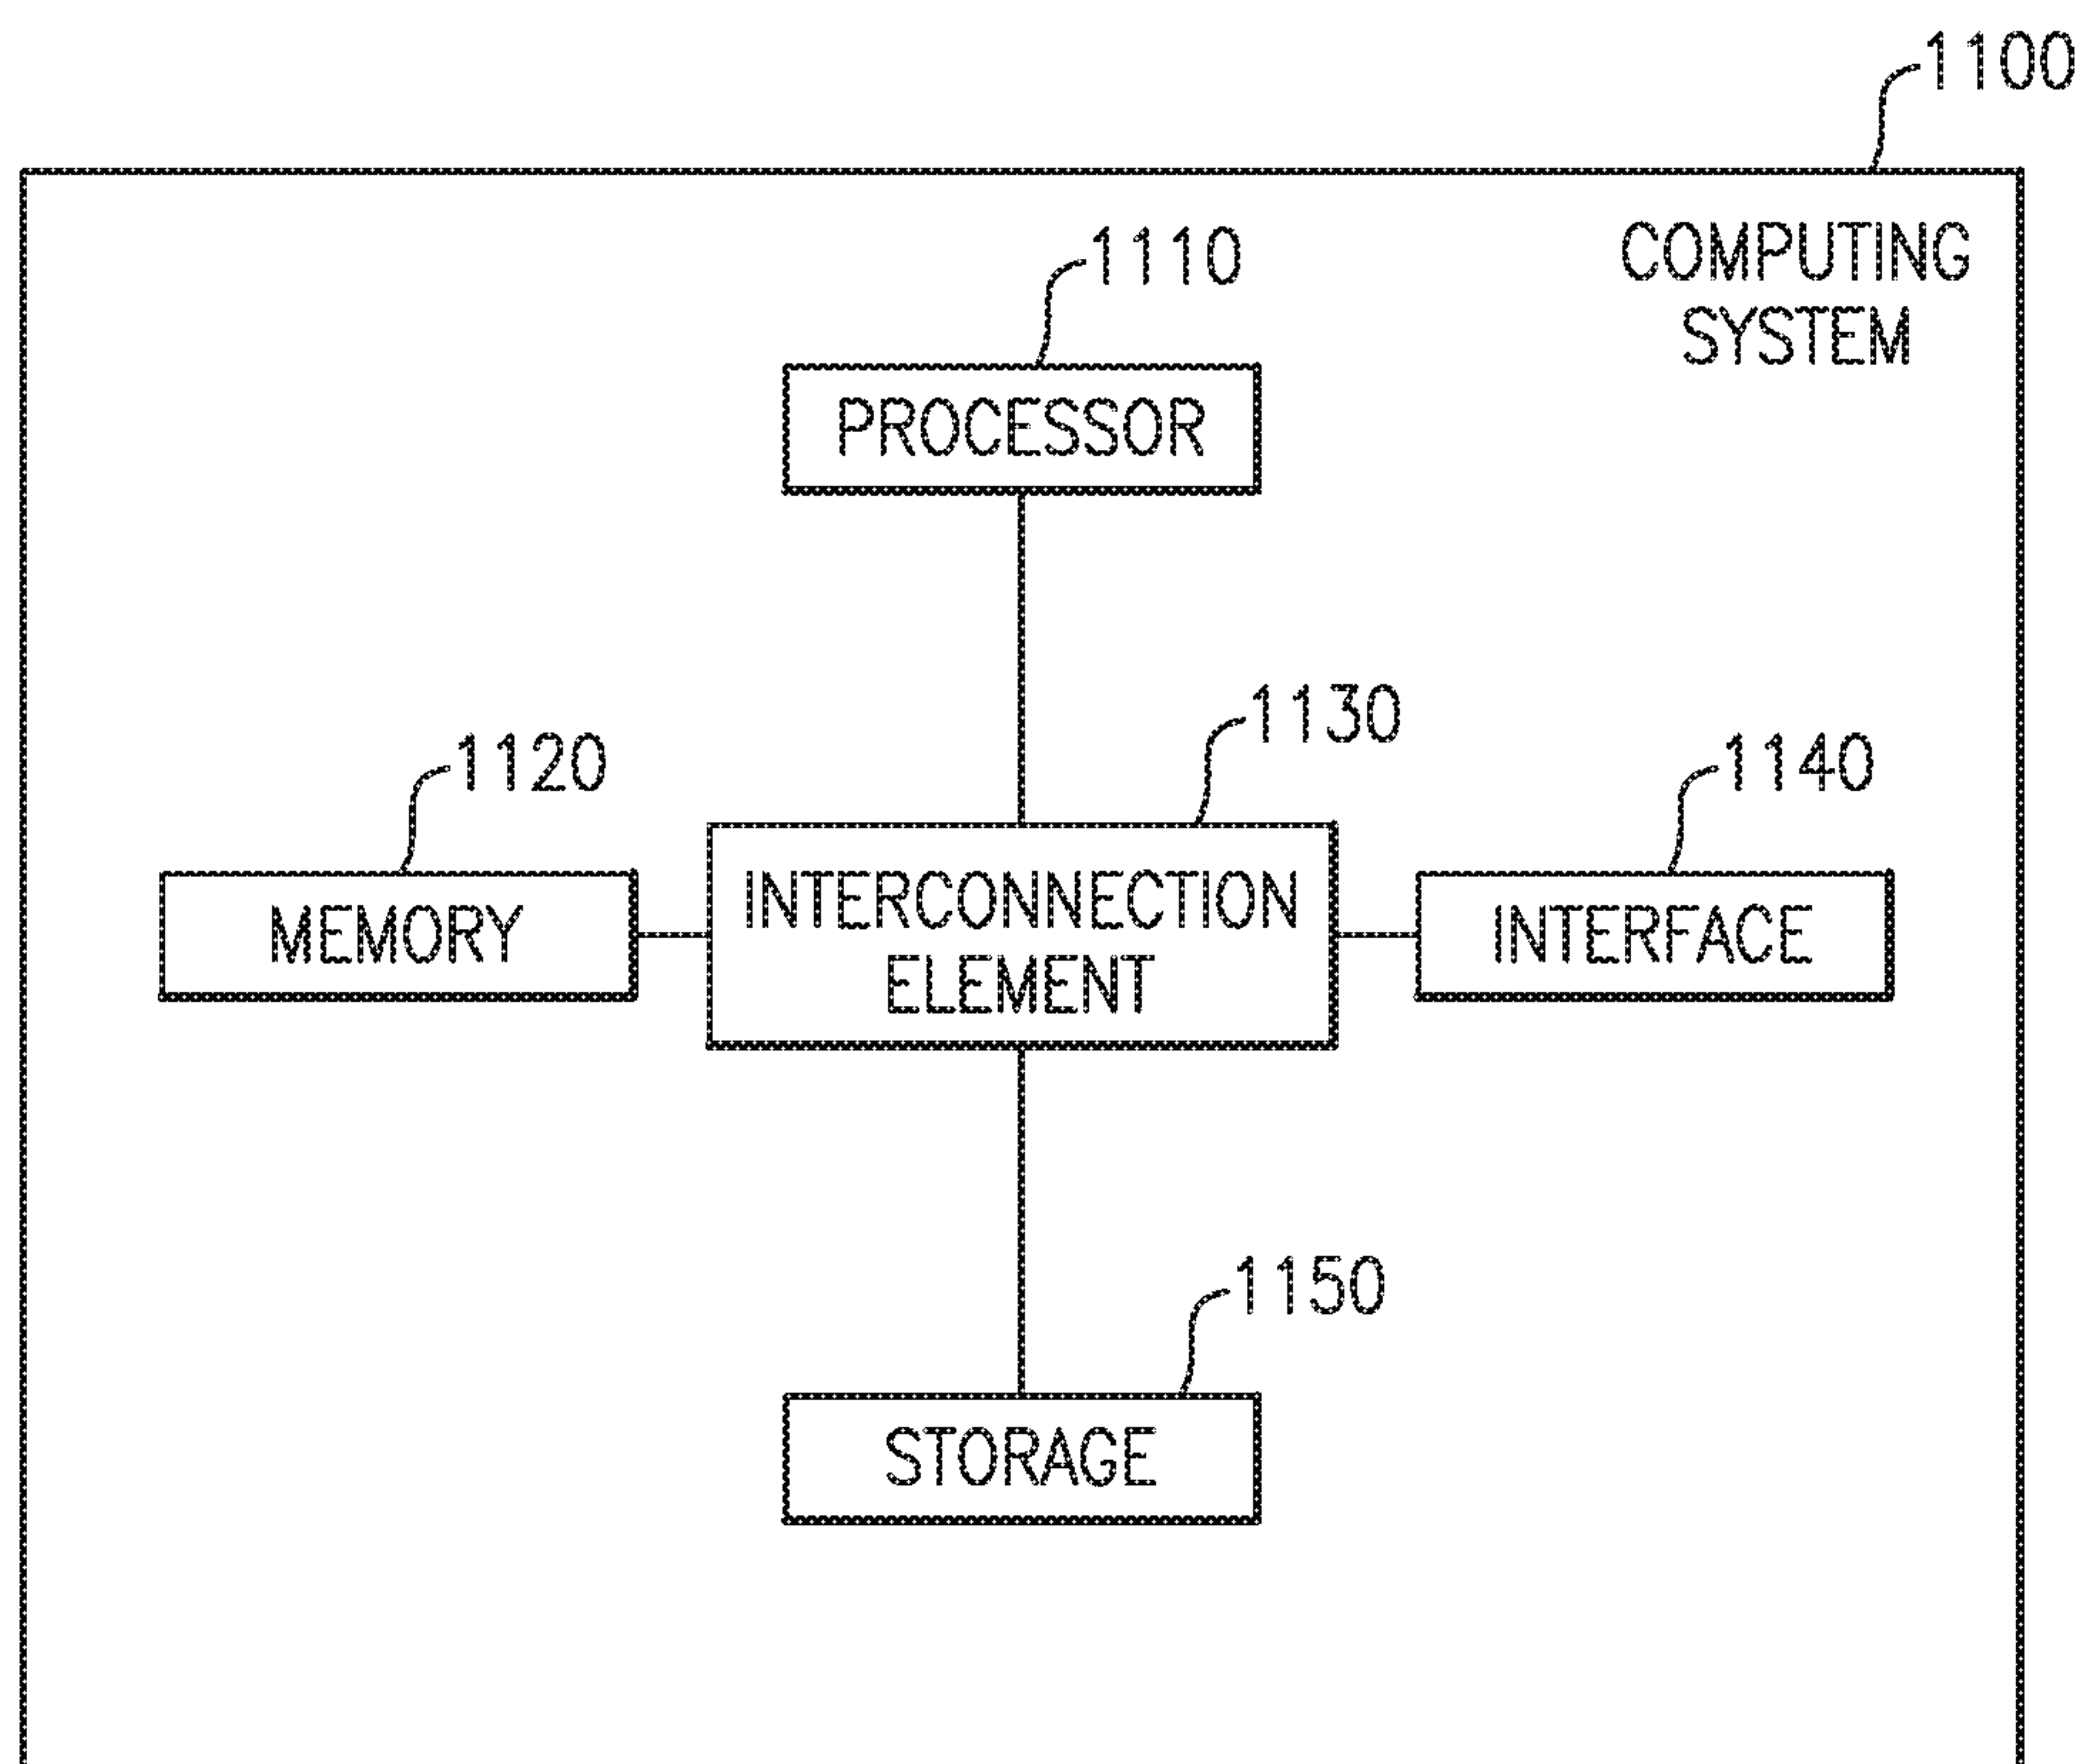 1100
COMPUTING
SYSTEM
1110
PROCESSOR
1130
1120
1140
INTERCONNECTION
ELEMENT
MEMORY
INTERFACE
1150
STORAGE